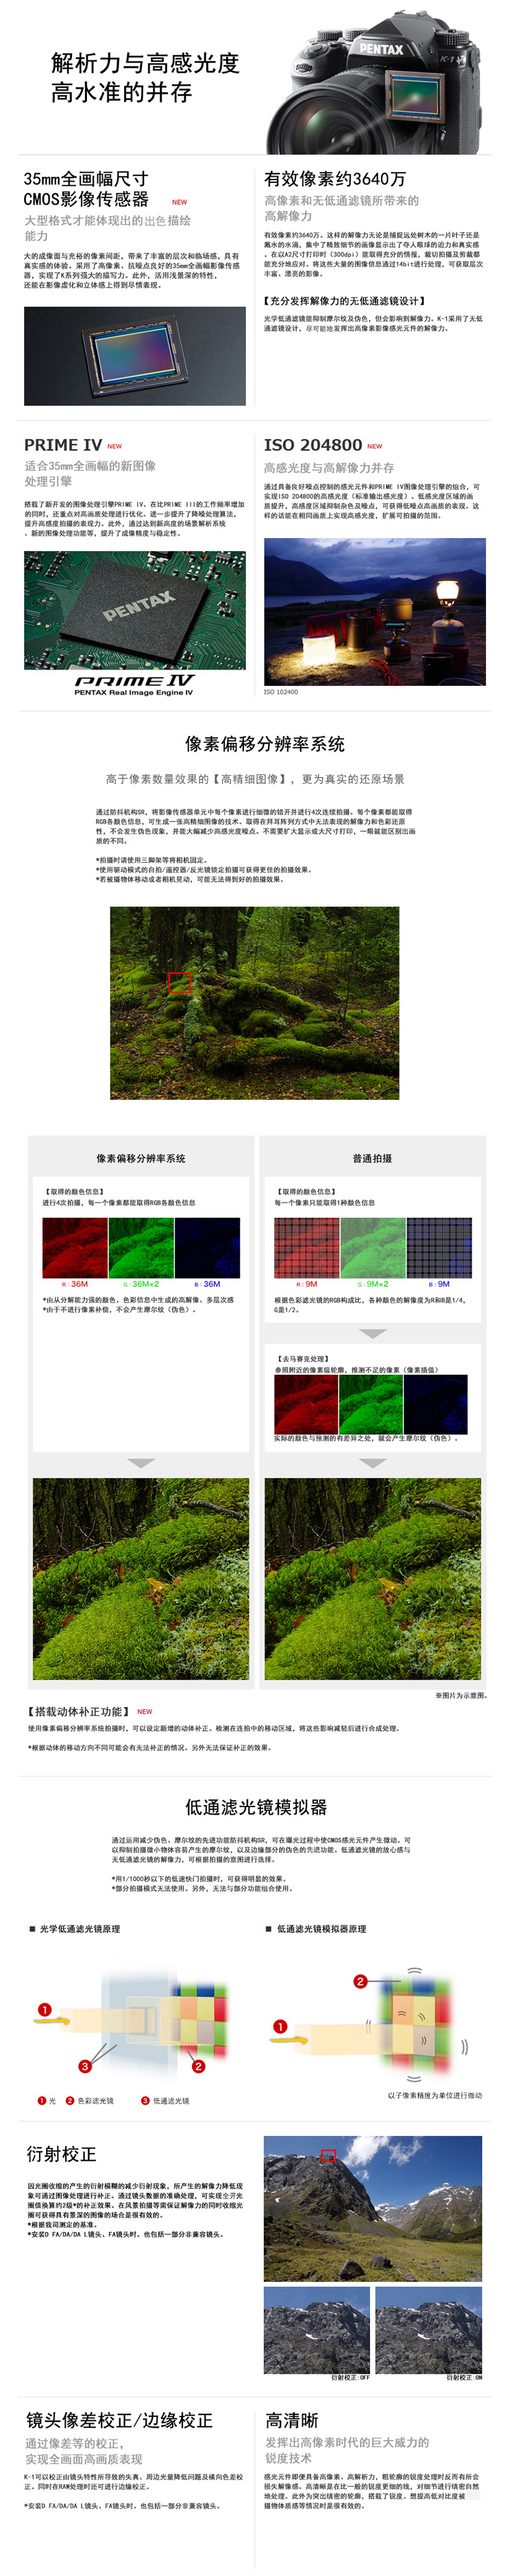 解析力与高感光度
高水准的并存
PENTAX
K-1
35mm全画幅尺寸
CMOS影像传感器 NEW
大型格式才能体现出的出色描绘
能力
大的成像面与充裕的像素间距，带来了丰富的层次和临场感，具有
真实感的体验。采用了高像素、抗噪点良好的35mm全画幅影像传感
器，实现了K系列强大的描写力。此外，活用浅景深的特性，
还能在影像虚化和立体感上得到尽情表现。
有效像素约3640万
高像素和无低通滤镜所带来的
高解像力
有效像素约3640万。这样的解像力无论是捕捉远处树木的一片叶子还是
溅水的水滴，集中了精致细节的画像显示出了夺人眼球的迫力和真实感
。在以A2尺寸打印时（300dpi）能取得充分的情报，裁切拍摄及剪裁都
能充分地应对。将这些大量的图像信息通过14bit进行处理，可获取层次
丰富、漂亮的影像。
【充分发挥解像力的无低通滤镜设计】
光学低通滤镜能抑制摩尔纹及伪色，但会影响到解像力。K-1采用了无低
通滤镜设计，尽可能地发挥出高像素影像感光元件的解像力。
PRIME IV NEW
适合35mm全画幅的新图像
处理引擎
搭载了新开发的图像处理引擎PRIME IV。在比PRIME III的工作频率增加
的同时，还重点对高画质处理进行优化。进一步提升了降噪处理算法，
提升高感度拍摄的表现力。此外，通过达到新高度的场景解析系统
、新的图像处理功能等，提升了成像精度与稳定性。
PENTAX
PRIME IV
PENTAX Real Image Engine IV
ISO 204800 NEW
高感光度与高解像力并存
通过具备良好噪点控制的感光元件和PRIME IV图像处理引擎的组合，可
实现ISO 204800的高感光度（标准输出感光度）。低感光度区域的画
质提升，高感度区域抑制杂色及噪点，可获得低噪点高画质的表现。这
样的话能在相同画质上实现高感光度，扩展可拍摄的范围。
ISO 102400
像素偏移分辨率系统
高于像素数量效果的【高精细图像】，更为真实的还原场景
通过防抖机构SR，将影像传感器单元中每个像素进行细微的错开并进行4次连续拍摄。每个像素都能取得
RGB各颜色信息，可生成一张高精细图像的技术。取得在拜耳阵列方式中无法表现的解像力和色彩还原
性，不会发生伪色现象，并能大幅减少高感光度噪点。不需要扩大显示或大尺寸打印，一眼就能区别出画
质的不同。
*拍摄时请使用三脚架等将相机固定。
*使用驱动模式的自拍/遥控器/反光镜锁定拍摄可获得更佳的拍摄效果。
*若被摄物体移动或者相机晃动，可能无法得到好的拍摄效果。
像素偏移分辨率系统
【取得的颜色信息】
进行4次拍摄，每一个像素都能取得RGB各颜色信息
R：36M G：36M×2 B：36M
*由从分解能力强的颜色、色彩信息中生成的高解像、多层次感
*由于不进行像素补偿，不会产生摩尔纹（伪色）。
普通拍摄
【取得的颜色信息】
每一个像素只能取得1种颜色信息
R：9M G：9M×2 B：9M
根据色彩滤光镜的RGB构成比，各种颜色的解像度为R和B是1/4，
G是1/2。
【去马赛克处理】
参照附近的像素级轮廓，推测不足的像素（像素插值）
实际的颜色与预测的有差异之处，就会产生摩尔纹（伪色）。
※图片为示意图。
【搭载动体补正功能】 NEW
使用像素偏移分辨率系统拍摄时，可以设定新增的动体补正。检测在连拍中的移动区域，将这些影响减轻后进行合成处理。
*根据动体的移动方向不同可能会有无法补正的情况。另外无法保证补正的效果。
低通滤光镜模拟器
通过运用减少伪色、摩尔纹的先进功能防抖机构SR，可在曝光过程中使CMOS感光元件产生微动。可
以抑制拍摄微小物体容易产生的摩尔纹，以及边缘部分的伪色的先进功能。低通滤光镜的放心感与
无低通滤光镜的解像力，可根据拍摄的意图进行选择。
*用1/1000秒以下的低速快门拍摄时，可获得明显的效果。
*部分拍摄模式无法使用。另外，无法与部分功能组合使用。
■ 光学低通滤光镜原理
1
3
2
1 光 2 色彩滤光镜 3 低通滤光镜
■ 低通滤光镜模拟器原理
2
1
以子像素精度为单位进行微动
衍射校正
因光圈收缩的产生的衍射模糊的减少衍射现象，所产生的解像力降低现
象可通过图像处理进行补正。通过镜头数据的准确处理，可实现全开光
圈值换算约2级*的补正效果。在风景拍摄等需保证解像力的同时收缩光
圈可获得具有景深的图像的场合是很有效的。
*根据我司测定的基准。
*安装D FA/DA/DA L镜头、FA镜头时。也包括一部分非兼容镜头。
衍射校正:OFF
衍射校正:ON
镜头像差校正/边缘校正
通过像差等的校正，
实现全画面高画质表现
K-1可以校正由镜头特性所导致的失真、周边光量降低问题及横向色差校
正。同时在RAW处理时还可进行边缘校正。
*安装D FA/DA/DA L镜头、FA镜头时。也包括一部分非兼容镜头。
高清晰
发挥出高像素时代的巨大威力的
锐度技术
感光元件即便具备高像素、高解析力，粗轮廓的锐度处理时反而有所会
损失解像感。高清晰是在比一般的锐度更细的线，对细节进行缜密自然
地处理。此外为突出缜密的轮廓，搭载了锐度。想提高低对比度被
摄物体质感等情况时是很有效的。